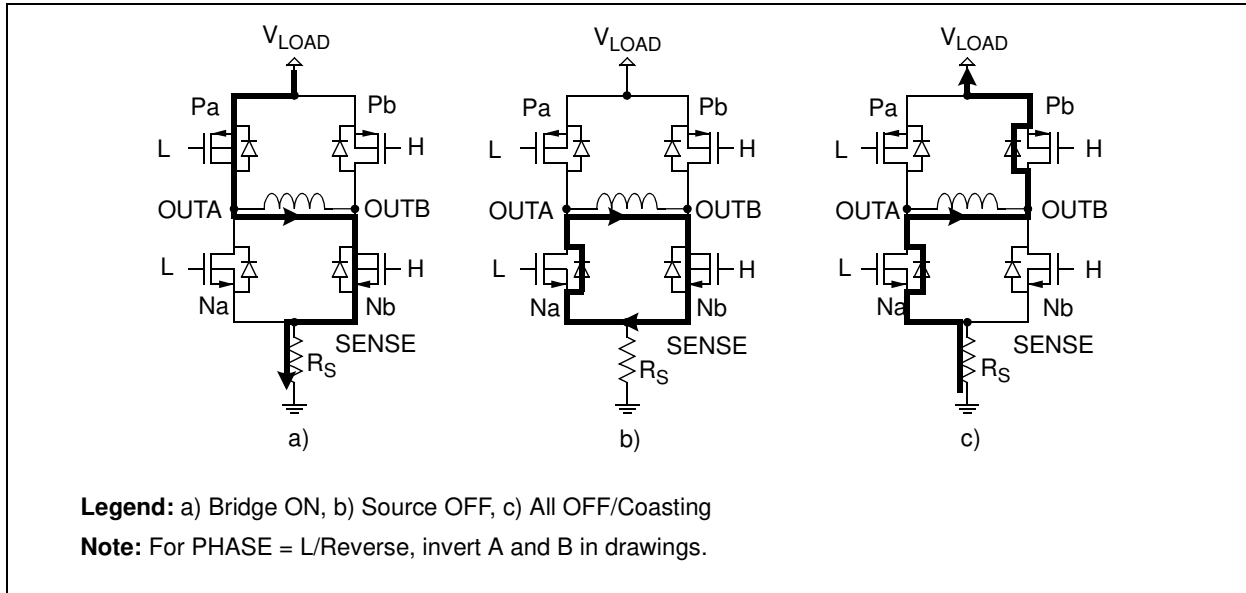 VLOAD VLOAD VLOAD
Pa Pb Pa Pb Pa Pb
L H L H L H
OUTA OUTB OUTA OUTB OUTA OUTB
L H L H L H
Na Nb Na Nb Na Nb
SENSE SENSE SENSE
RS RS RS
a) b) c)
Legend: a) Bridge ON, b) Source OFF, c) All OFF/Coasting
Note: For PHASE = L/Reverse, invert A and B in drawings.